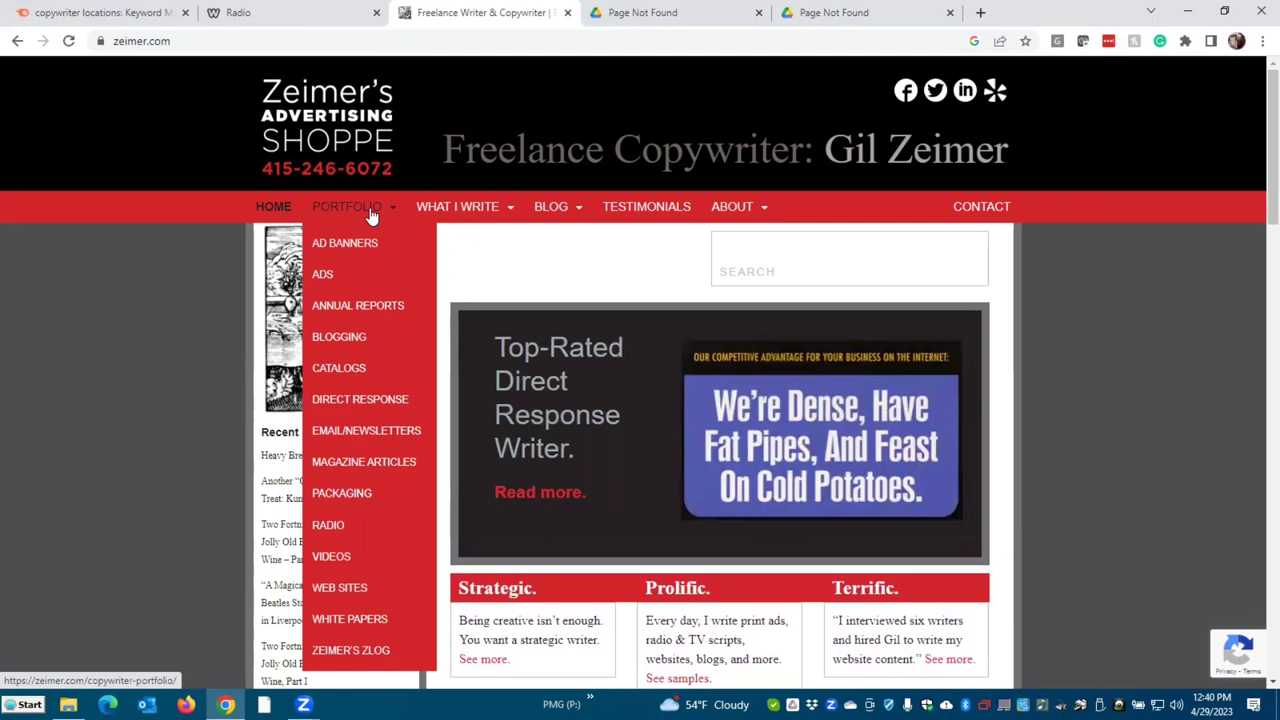 copywriter locations: Keyword M
Radio
Freelance Writer & Copywriter |
Page Not Found
Page Not Found
zeimer.com
Zeimer's
ADVERTISING
SHOPPE
415-246-6072
Freelance Copywriter: Gil Zeimer
HOME PORTFOLIO WHAT I WRITE BLOG TESTIMONIALS ABOUT CONTACT
AD BANNERS
ADS
ANNUAL REPORTS
BLOGGING
CATALOGS
DIRECT RESPONSE
EMAIL/NEWSLETTERS
MAGAZINE ARTICLES
PACKAGING
RADIO
VIDEOS
WEB SITES
WHITE PAPERS
ZEIMER'S ZLOG
Recent
Heavy Bre
Another "C
Treat: Kun
Two Fortn
Jolly Old E
Wine – Par
"A Magica
Beatles Sto
in Liverpoo
Two Fortn
Jolly Old E
Wine, Part I
SEARCH
Top-Rated
Direct
Response
Writer.
Read more.
OUR COMPETITIVE ADVANTAGE FOR YOUR BUSINESS ON THE INTERNET:
We're Dense, Have
Fat Pipes, And Feast
On Cold Potatoes.
Strategic.
Being creative isn't enough.
You want a strategic writer.
See more.
Prolific.
Every day, I write print ads,
radio & TV scripts,
websites, blogs, and more.
See samples.
Terrific.
"I interviewed six writers
and hired Gil to write my
website content." See more.
Privacy - Terms
https://zeimer.com/copywriter-portfolio/
Start
PMG (P:)
54°F Cloudy
12:40 PM
4/29/2023